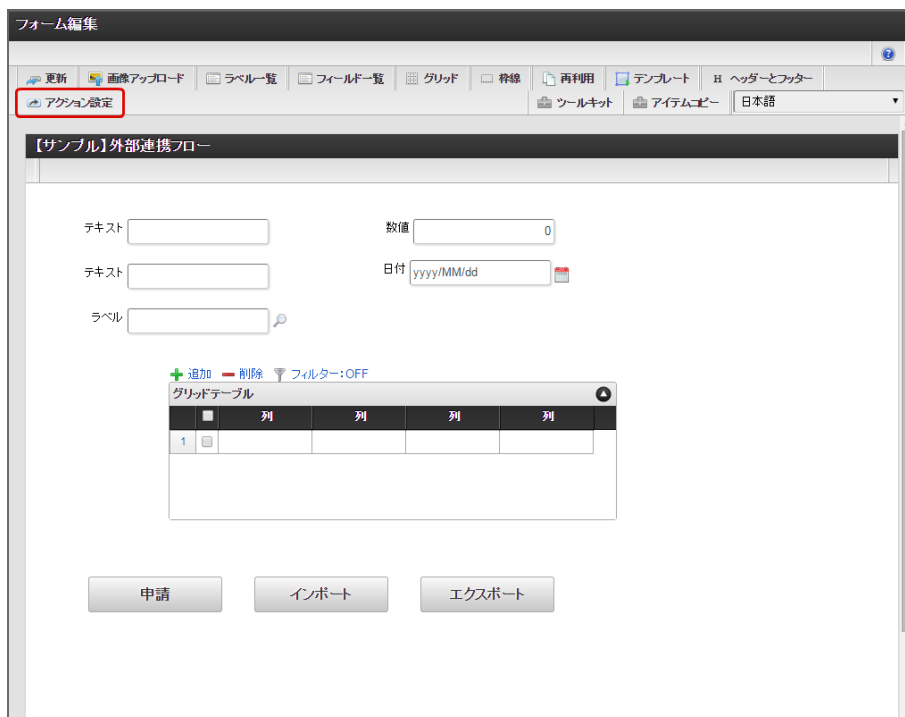 フォーム編集
更新 画像アップロード ラベル一覧 フィールド一覧 グリッド 枠線 再利用 テンプレート H ヘッダーとフッター
アクション設定 ツールキット アイテムコピー 日本語
【サンプル】外部連携フロー
テキスト 数値 0
テキスト 日付 yyyy/MM/dd
ラベル
追加 削除 フィルター:OFF
グリッドテーブル
列 列 列 列
1
申請 インポート エクスポート